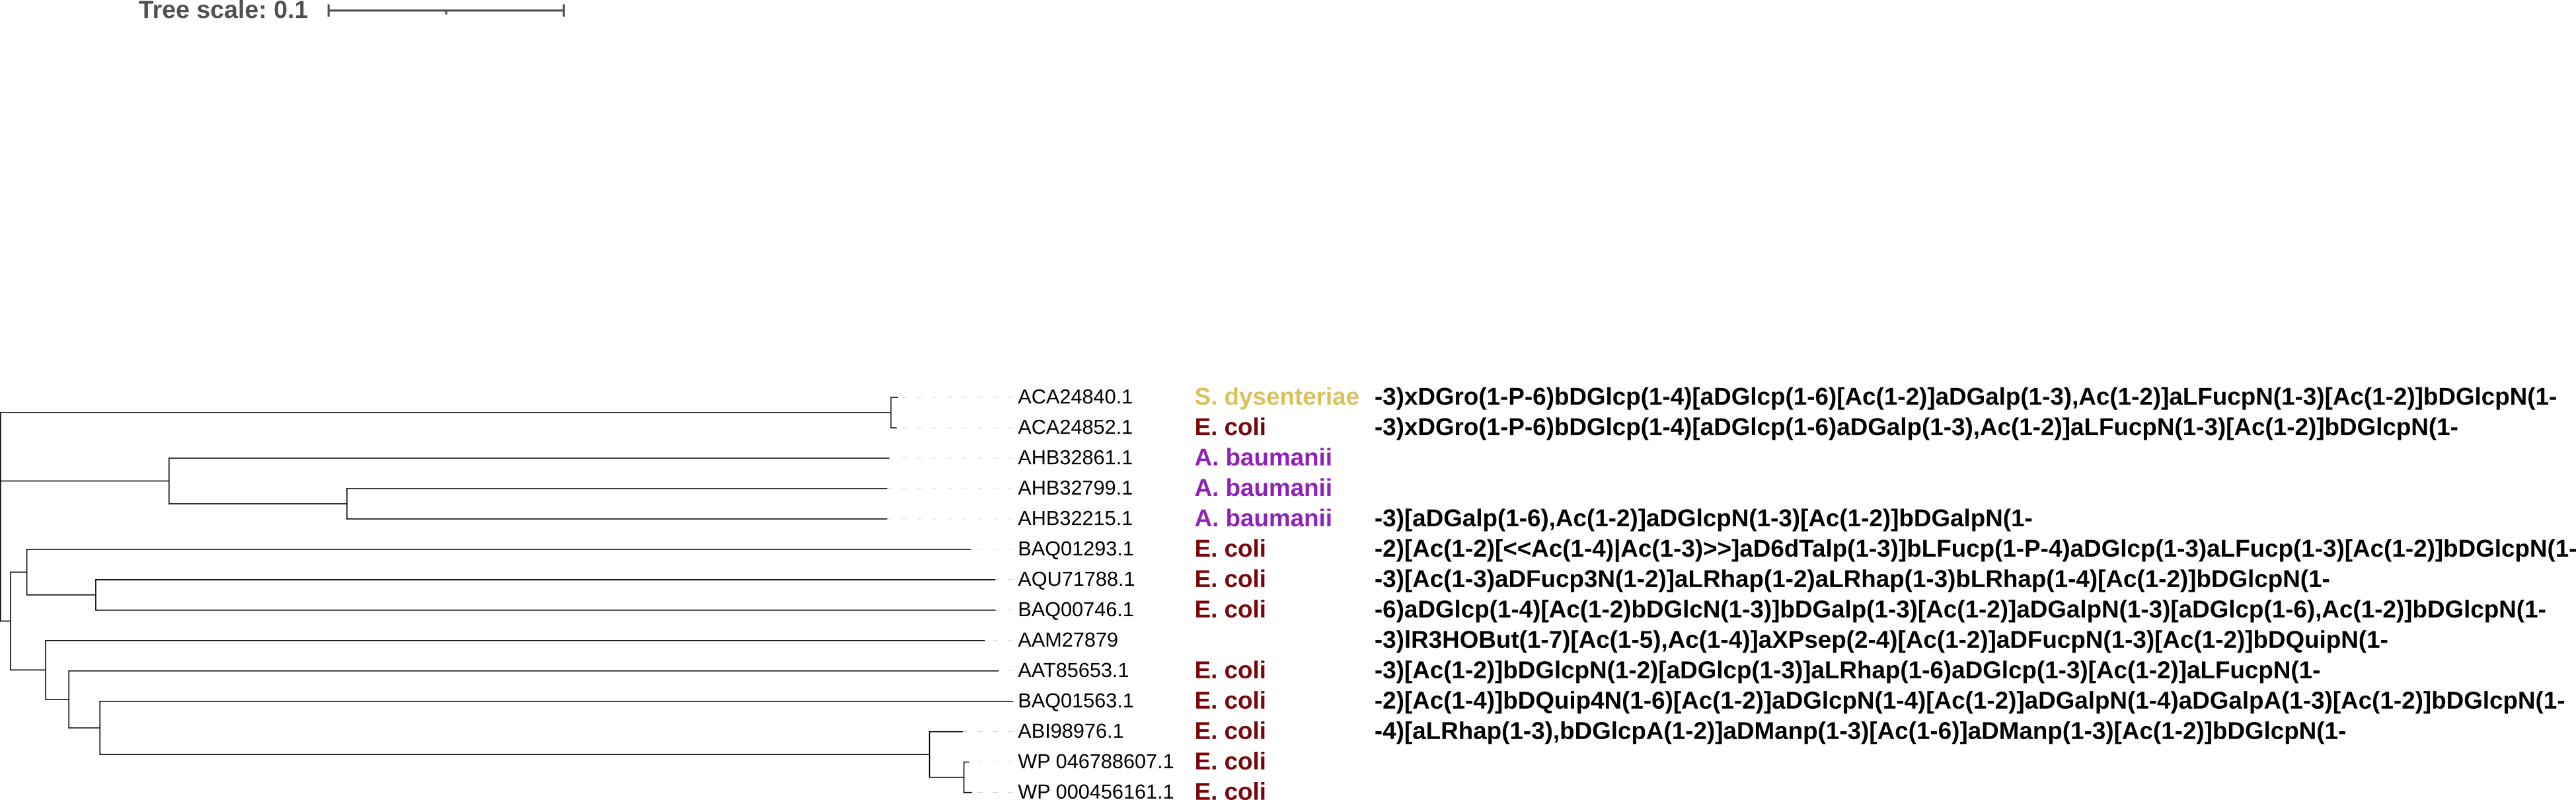 Tree scale: 0.1
ACA24840.1 S. dysenteriae -3)xDGro(1-P-6)bDGlcp(1-4)[aDGlcp(1-6)[Ac(1-2)]aDGalp(1-3),Ac(1-2)]aLFucpN(1-3)[Ac(1-2)]bDGlcpN(1-
ACA24852.1 E. coli -3)xDGro(1-P-6)bDGlcp(1-4)[aDGlcp(1-6)aDGalp(1-3),Ac(1-2)]aLFucpN(1-3)[Ac(1-2)]bDGlcpN(1-
AHB32861.1 A. baumanii
AHB32799.1 A. baumanii
AHB32215.1 A. baumanii -3)[aDGalp(1-6),Ac(1-2)]aDGlcpN(1-3)[Ac(1-2)]bDGalpN(1-
BAQ01293.1 E. coli -2)[Ac(1-2)[<<Ac(1-4)|Ac(1-3)>>]aD6dTalp(1-3)]bLFucp(1-P-4)aDGlcp(1-3)aLFucp(1-3)[Ac(1-2)]bDGlcpN(1-
AQU71788.1 E. coli -3)[Ac(1-3)aDFucp3N(1-2)]aLRhap(1-2)aLRhap(1-3)bLRhap(1-4)[Ac(1-2)]bDGlcpN(1-
BAQ00746.1 E. coli -6)aDGlcp(1-4)[Ac(1-2)bDGlcN(1-3)]bDGalp(1-3)[Ac(1-2)]aDGalpN(1-3)[aDGlcp(1-6),Ac(1-2)]bDGlcpN(1-
AAM27879 -3)lR3HOBut(1-7)[Ac(1-5),Ac(1-4)]aXPsep(2-4)[Ac(1-2)]aDFucpN(1-3)[Ac(1-2)]bDQuipN(1-
AAT85653.1 E. coli -3)[Ac(1-2)]bDGlcpN(1-2)[aDGlcp(1-3)]aLRhap(1-6)aDGlcp(1-3)[Ac(1-2)]aLFucpN(1-
BAQ01563.1 E. coli -2)[Ac(1-4)]bDQuip4N(1-6)[Ac(1-2)]aDGlcpN(1-4)[Ac(1-2)]aDGalpN(1-4)aDGalpA(1-3)[Ac(1-2)]bDGlcpN(1-
ABI98976.1 E. coli -4)[aLRhap(1-3),bDGlcpA(1-2)]aDManp(1-3)[Ac(1-6)]aDManp(1-3)[Ac(1-2)]bDGlcpN(1-
WP 046788607.1 E. coli
WP 000456161.1 E. coli